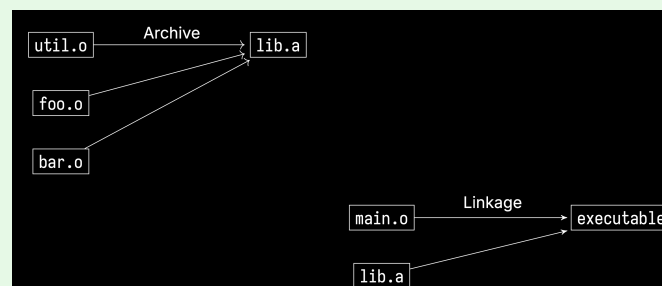 Archive
util.o lib.a
foo.o
bar.o
Linkage
main.o executable
lib.a